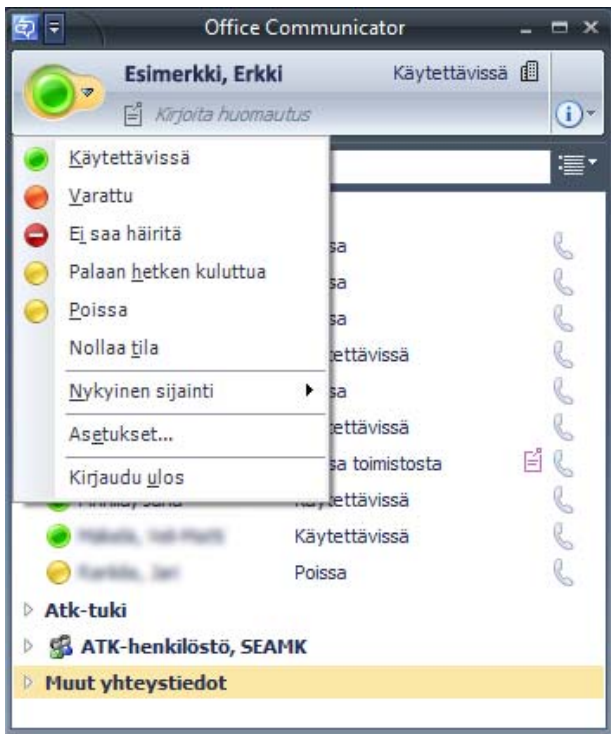 Office Communicator
Esimerkki, Erkki Käytettävissä
Kirjoita huomautus
Käytettävissä
Varattu
Ei saa häiritä
Palaan hetken kuluttua
Poissa
Nollaa tila
Nykyinen sijainti
Asetukset...
Kirjaudu ulos
sa
sa
sa
tettävissä
sa
tettävissä
sa toimistosta
Käytettävissä
Käytettävissä
Poissa
Atk-tuki
ATK-henkilöstö, SEAMK
Muut yhteystiedot